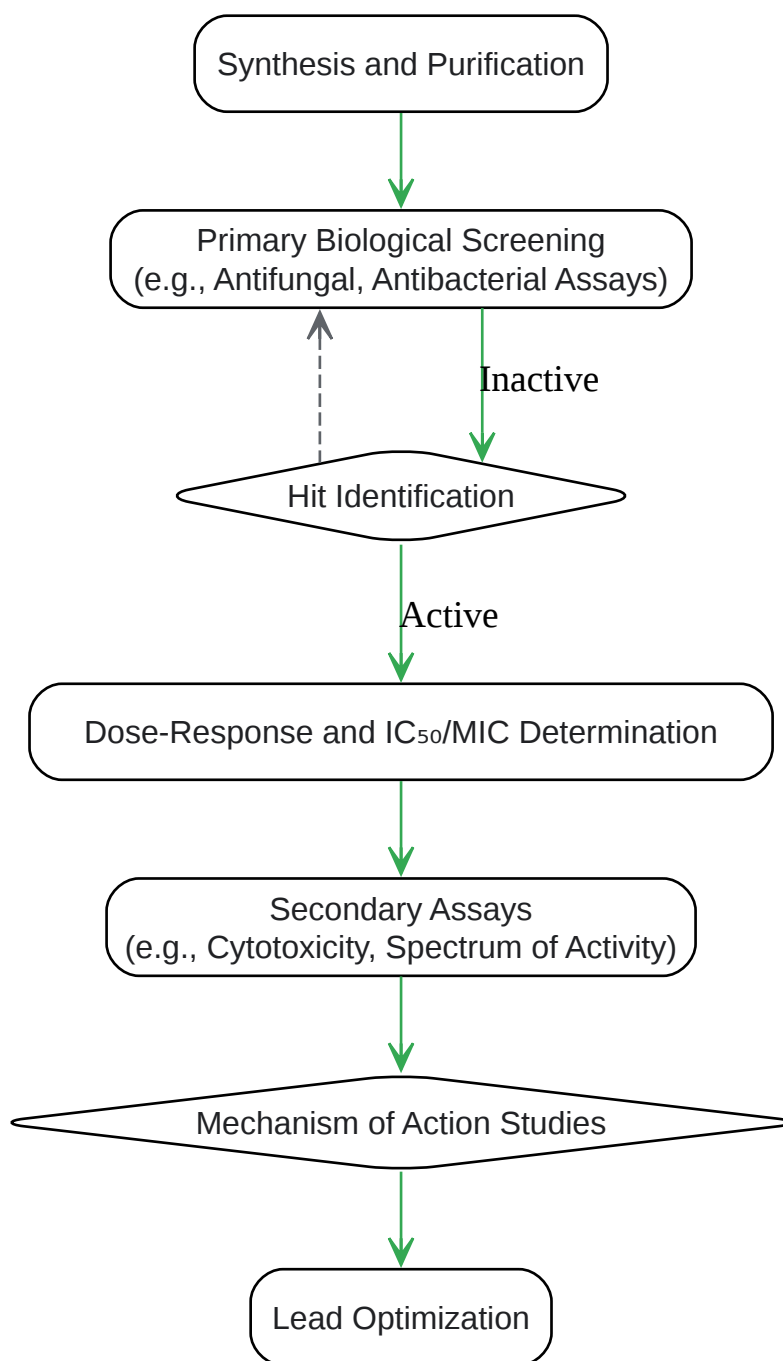 Synthesis and Purification
Primary Biological Screening
(e.g., Antifungal, Antibacterial Assays)
Inactive
Hit Identification
Active
Dose-Response and IC₅₀/MIC Determination
Secondary Assays
(e.g., Cytotoxicity, Spectrum of Activity)
Mechanism of Action Studies
Lead Optimization